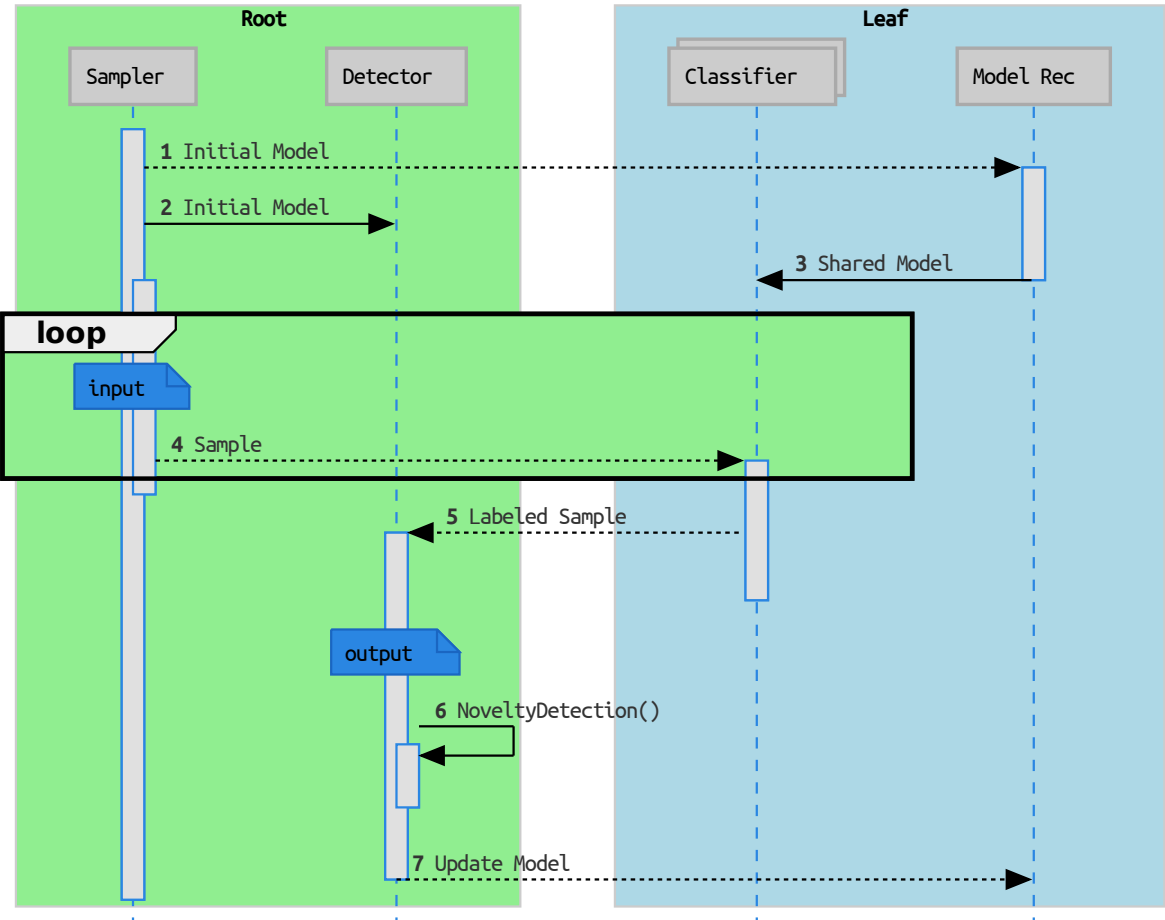 Root
Leaf
Sampler
Detector
Classifier
Model Rec
1 Initial Model
2 Initial Model
3 Shared Model
loop
input
4 Sample
5 Labeled Sample
output
6 NoveltyDetection()
7 Update Model